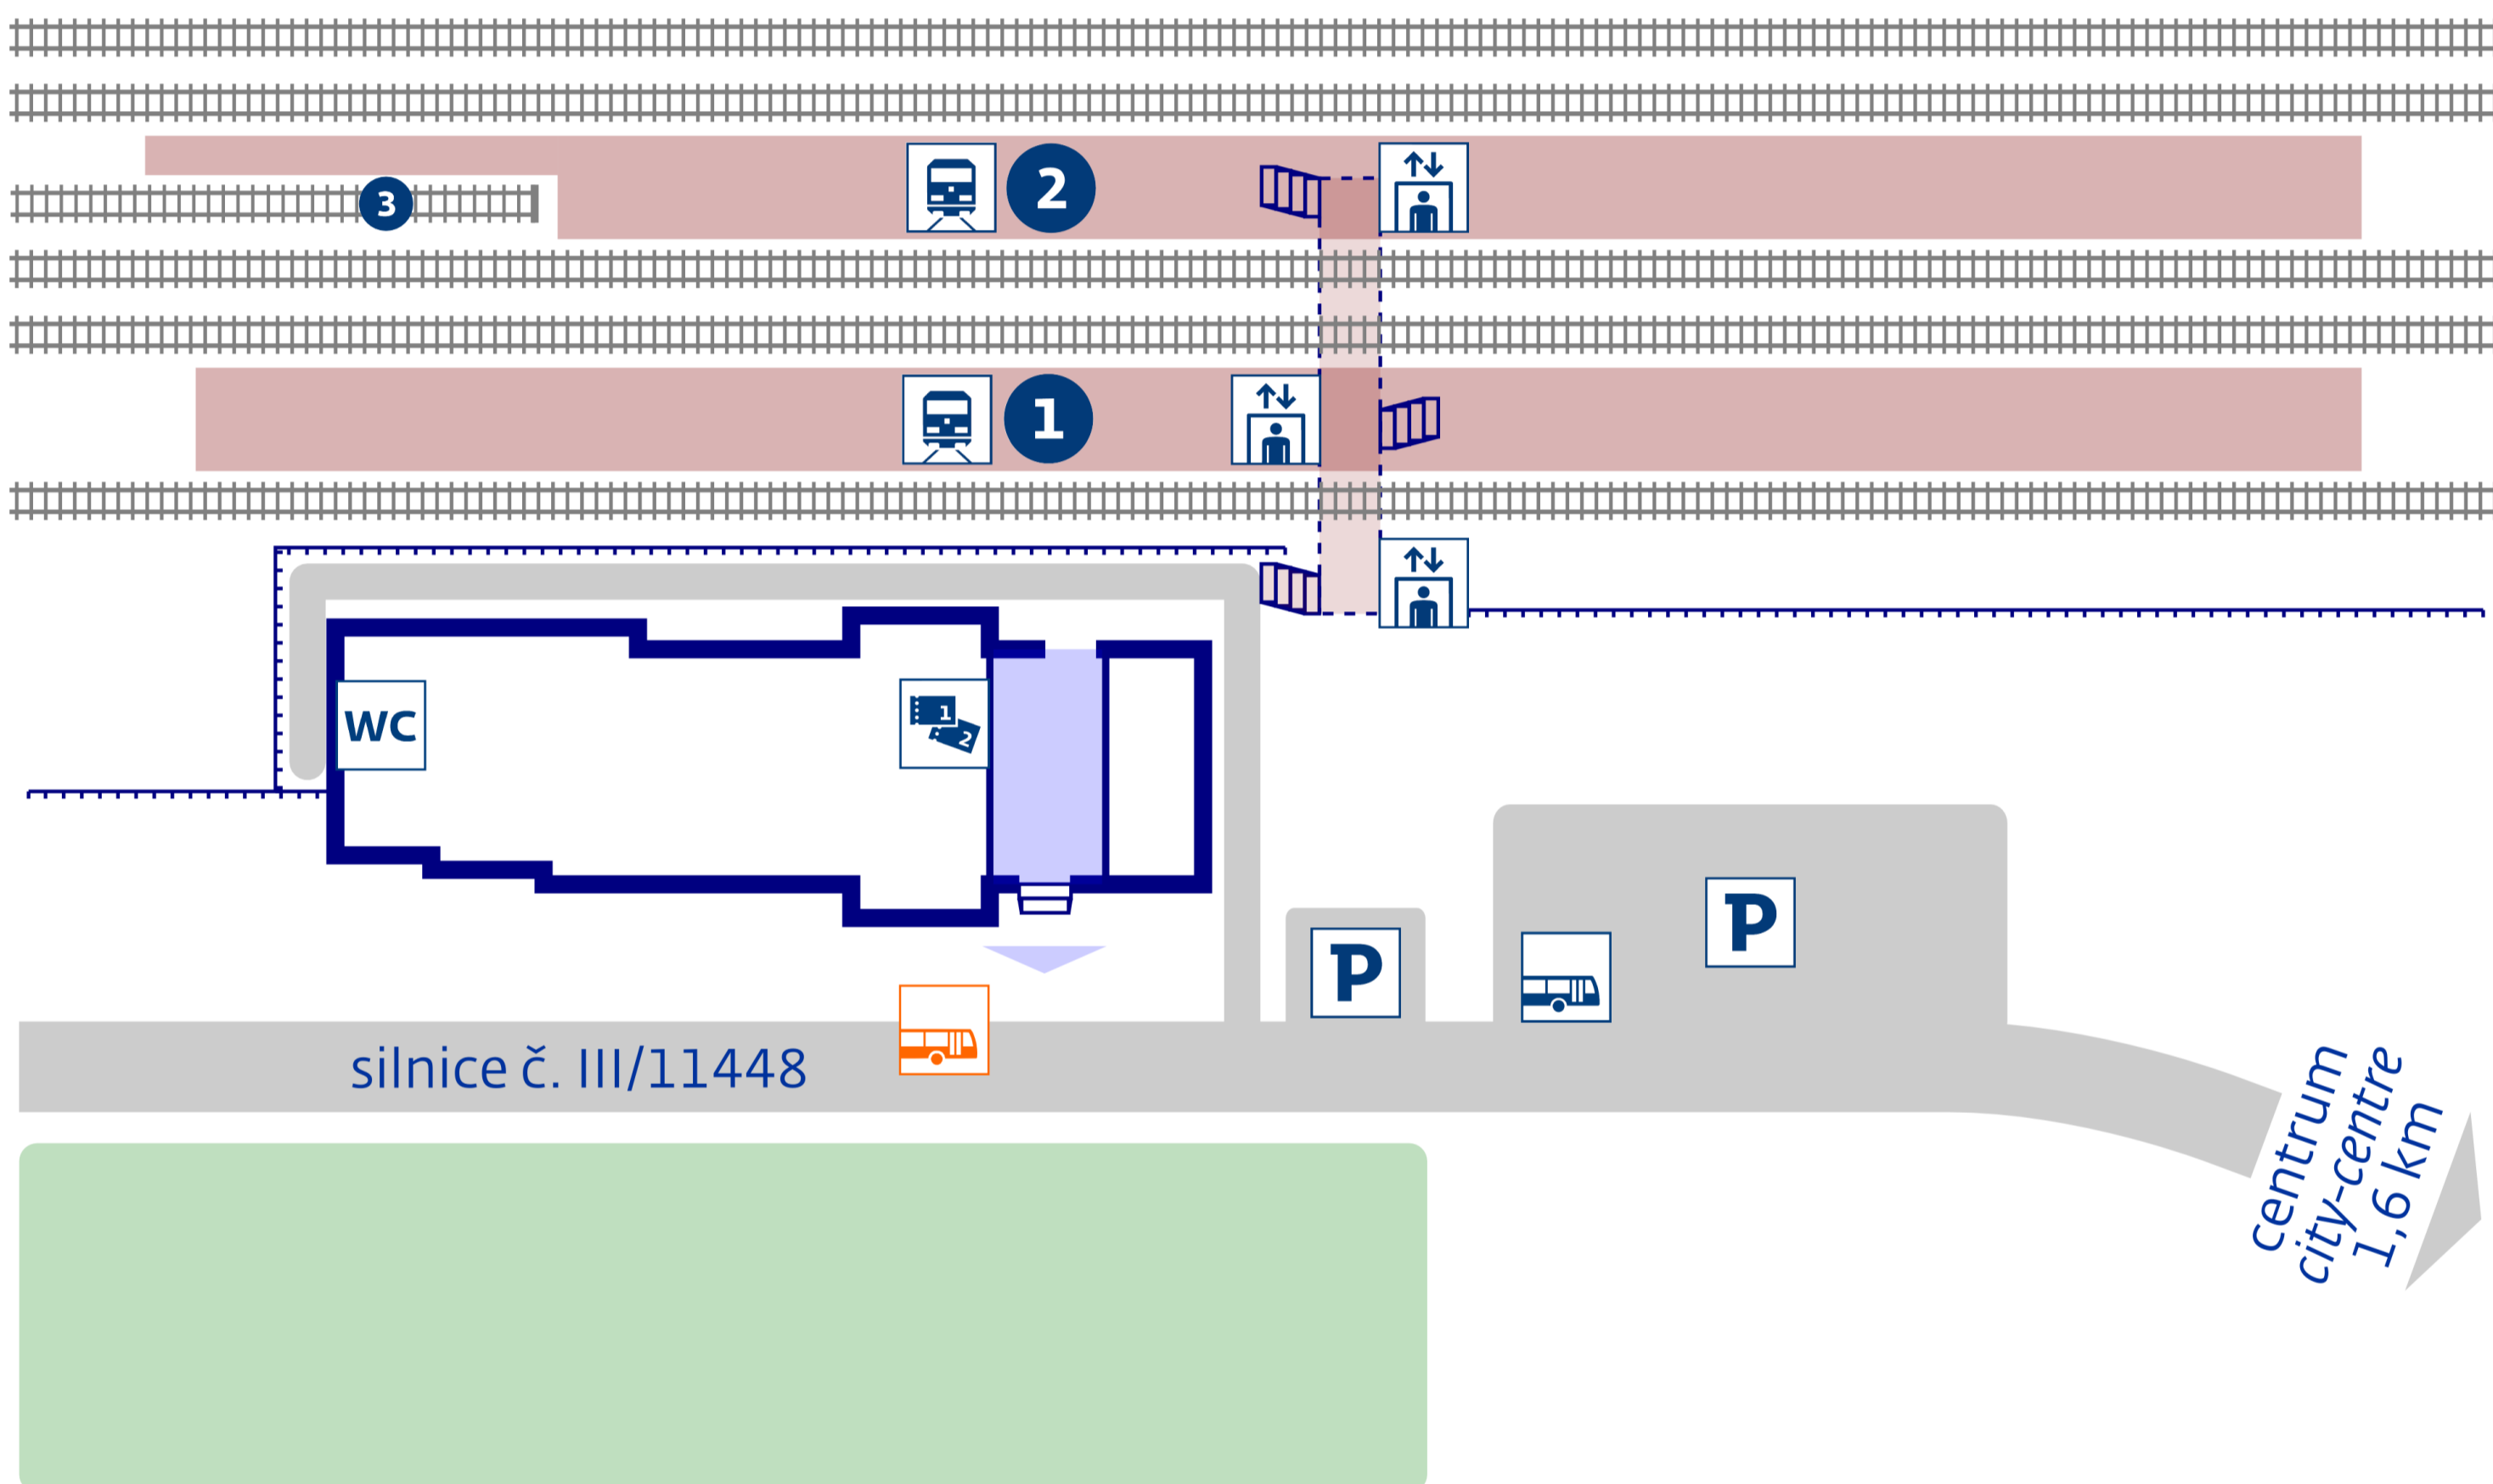 2
3
1
WC
1
2
P
P
silnice č. III/11448
centrum
city-centre
1,6 km